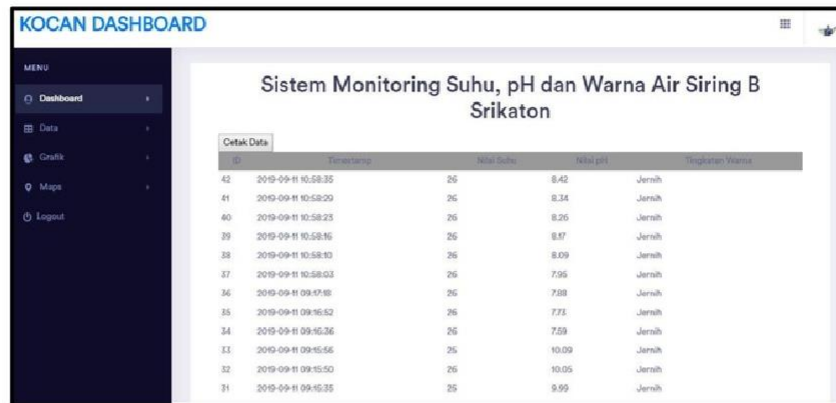 KOCAN DASHBOARD
MENU
Dashboard
Data
Grafik
Maps
Logout
Sistem Monitoring Suhu, pH dan Warna Air Siring B
Srikaton
Cetak Data
ID Timestamp Nilai Suhu Nilai pH Tingkatan Warna
42 2019-09-11 10:58:35 26 8.42 Jernih
41 2019-09-11 10:58:29 26 8.34 Jernih
40 2019-09-11 10:58:23 26 8.26 Jernih
39 2019-09-11 10:58:16 26 8.17 Jernih
38 2019-09-11 10:58:10 26 8.09 Jernih
37 2019-09-11 10:58:03 26 7.95 Jernih
36 2019-09-11 09:17:18 26 7.88 Jernih
35 2019-09-11 09:16:52 26 7.73 Jernih
34 2019-09-11 09:16:36 26 7.59 Jernih
33 2019-09-11 09:15:56 25 10.09 Jernih
32 2019-09-11 09:15:50 26 10.05 Jernih
31 2019-09-11 09:15:35 25 9.99 Jernih